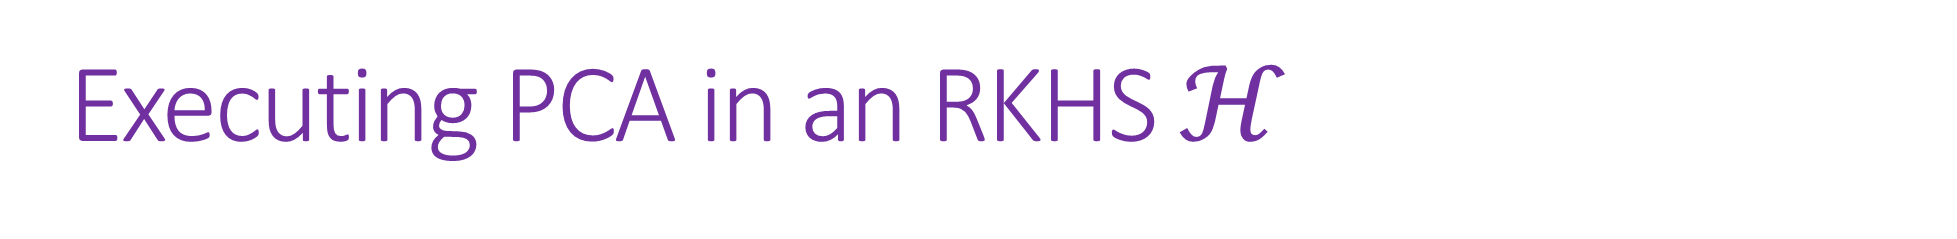 Executing PCA in an RKHS ℋ